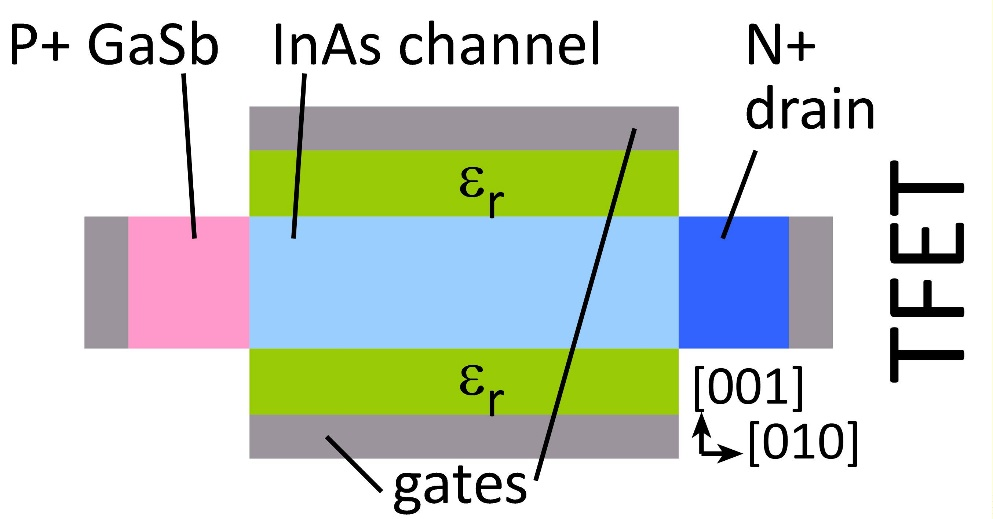 P+ GaSb
InAs channel
N+
drain
εr
εr
TFET
[001]
[010]
gates